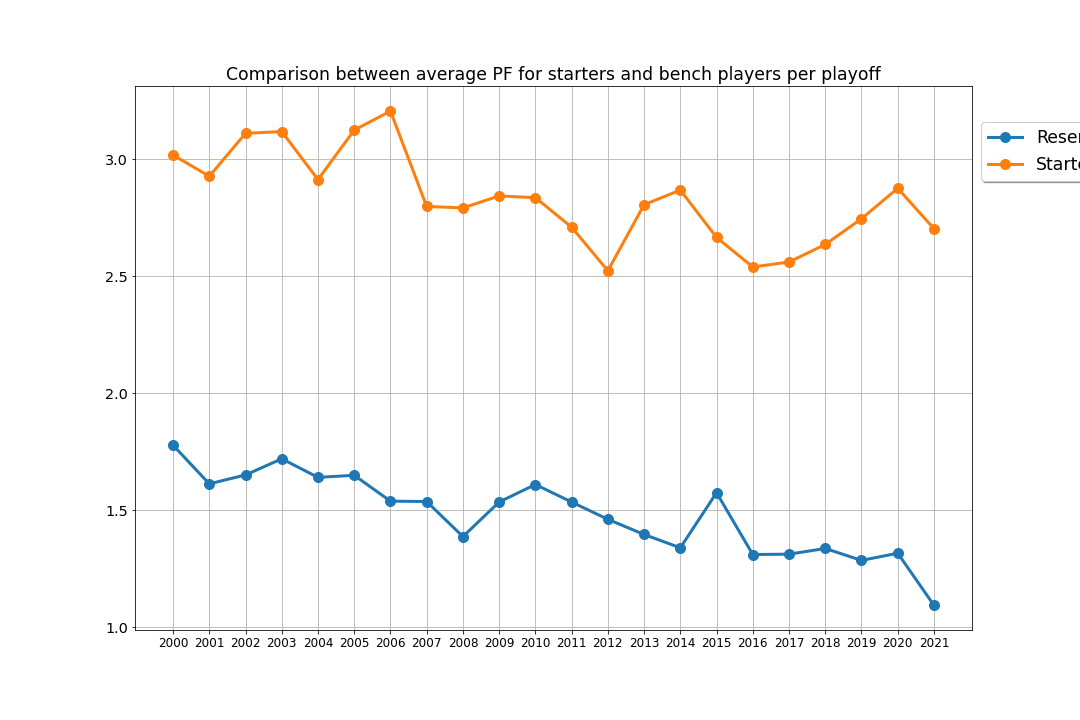 Comparison between average PF for starters and bench players per playoff
3.0
2.5
2.0
1.5
1.0
2000 2001 2002 2003 2004 2005 2006 2007 2008 2009 2010 2011 2012 2013 2014 2015 2016 2017 2018 2019 2020 2021
Reser
Starte